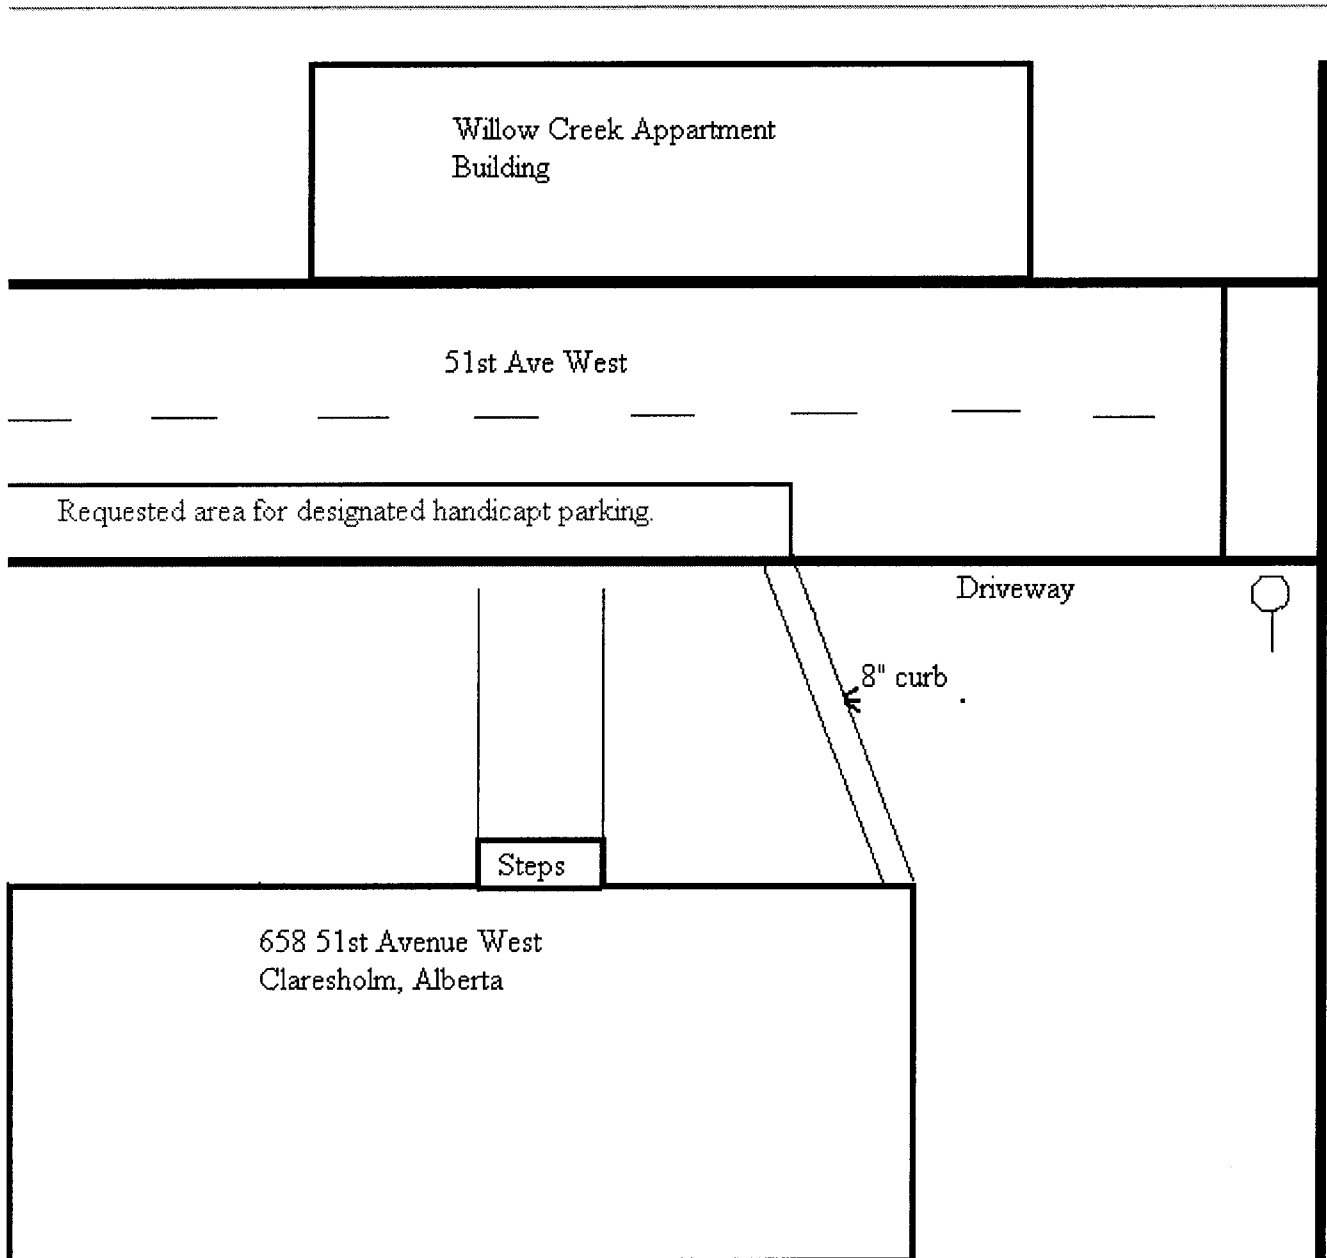 Willow Creek Appartment
Building
51st Ave West
Requested area for designated handicapt parking.
Driveway
8" curb
Steps
658 51st Avenue West
Claresholm, Alberta